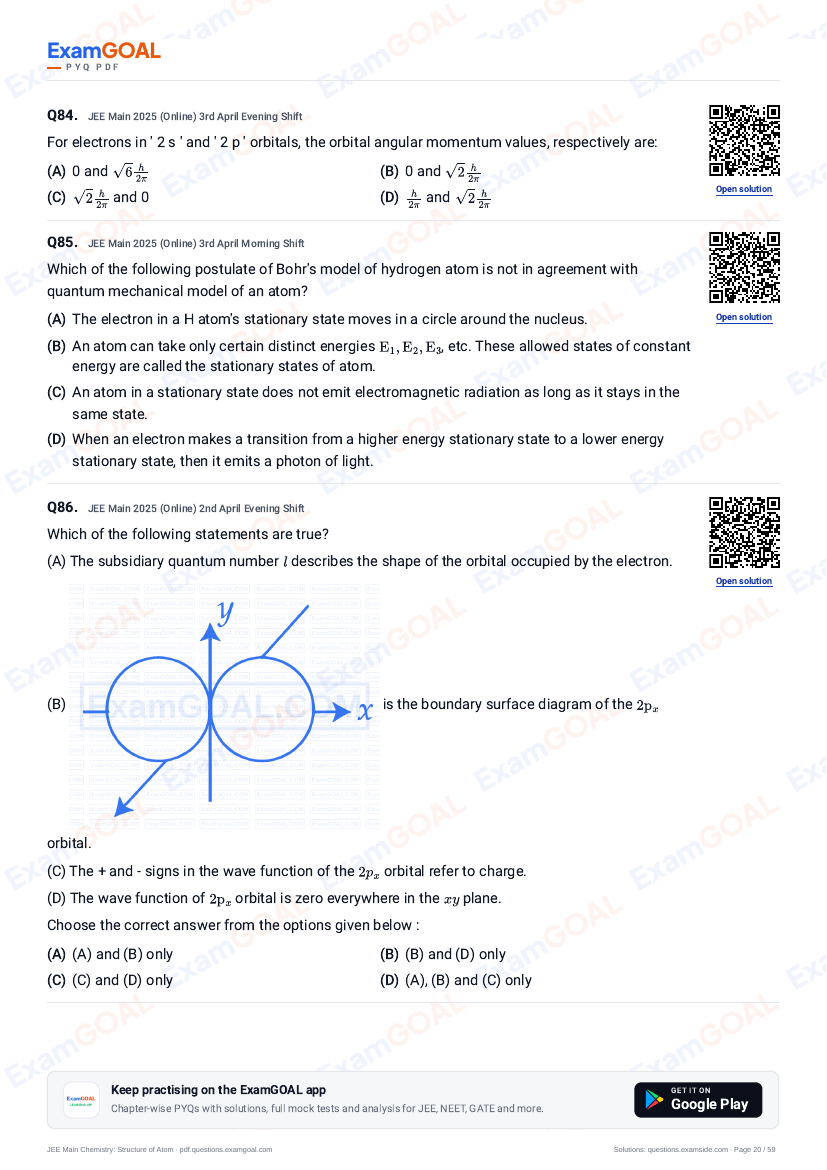 ExamGOAL
PYQ PDF
Q84. JEE Main 2025 (Online) 3rd April Evening Shift
For electrons in ' 2 s ' and ' 2 p ' orbitals, the orbital angular momentum values, respectively are:
(A) 0 and √6 h/2π
(B) 0 and √2 h/2π
(C) √2 h/2π and 0
(D) h/2π and √2 h/2π
Open solution
Q85. JEE Main 2025 (Online) 3rd April Morning Shift
Which of the following postulate of Bohr's model of hydrogen atom is not in agreement with
quantum mechanical model of an atom?
(A) The electron in a H atom's stationary state moves in a circle around the nucleus.
(B) An atom can take only certain distinct energies E₁, E₂, E₃, etc. These allowed states of constant
energy are called the stationary states of atom.
(C) An atom in a stationary state does not emit electromagnetic radiation as long as it stays in the
same state.
(D) When an electron makes a transition from a higher energy stationary state to a lower energy
stationary state, then it emits a photon of light.
Open solution
Q86. JEE Main 2025 (Online) 2nd April Evening Shift
Which of the following statements are true?
(A) The subsidiary quantum number l describes the shape of the orbital occupied by the electron.
Open solution
y
ExamGOAL.COM
x
(B) is the boundary surface diagram of the 2pₓ
orbital.
(C) The + and - signs in the wave function of the 2pₓ orbital refer to charge.
(D) The wave function of 2pₓ orbital is zero everywhere in the xy plane.
Choose the correct answer from the options given below :
(A) (A) and (B) only
(B) (B) and (D) only
(C) (C) and (D) only
(D) (A), (B) and (C) only
ExamGOAL
Keep practising on the ExamGOAL app
Chapter-wise PYQs with solutions, full mock tests and analysis for JEE, NEET, GATE and more.
GET IT ON
Google Play
JEE Main Chemistry: Structure of Atom · pdf.questions.examgoal.com
Solutions: questions.examside.com · Page 20 / 59